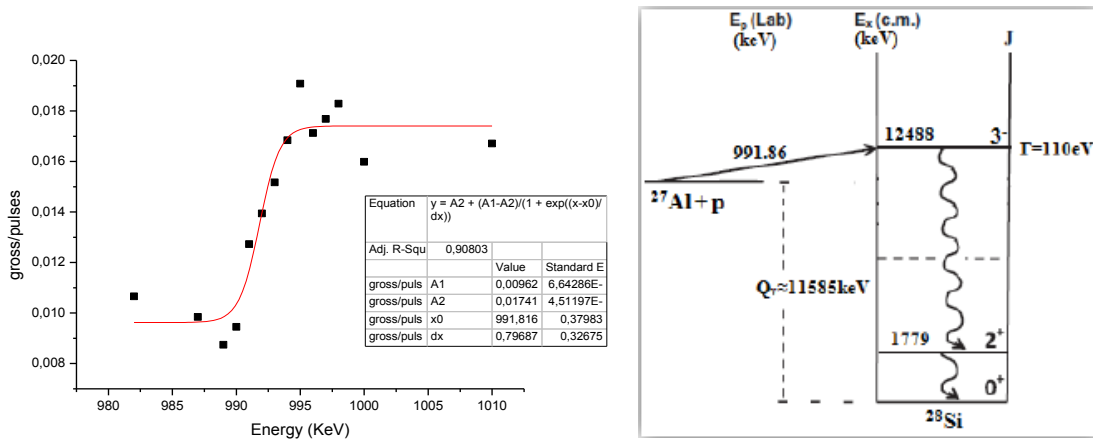 0,020
0,018
0,016
0,014
0,012
0,010
0,008
gross/pulses
980 985 990 995 1000 1005 1010
Energy (KeV)
Equation y = A2 + (A1-A2)/(1 + exp((x-x0)/
dx))
Adj. R-Squ 0,90803
Value Standard E
gross/puls A1 0,00962 6,64286E-
gross/puls A2 0,01741 4,51197E-
gross/puls x0 991,816 0,37983
gross/puls dx 0,79687 0,32675
Eₚ (Lab) Eₓ (c.m.)
(keV) (keV) J
12488 3⁻
Γ=110eV
991.86
²⁷Al+p
Qᵧ≈11585keV
1779 2⁺
0⁺
²⁸Si